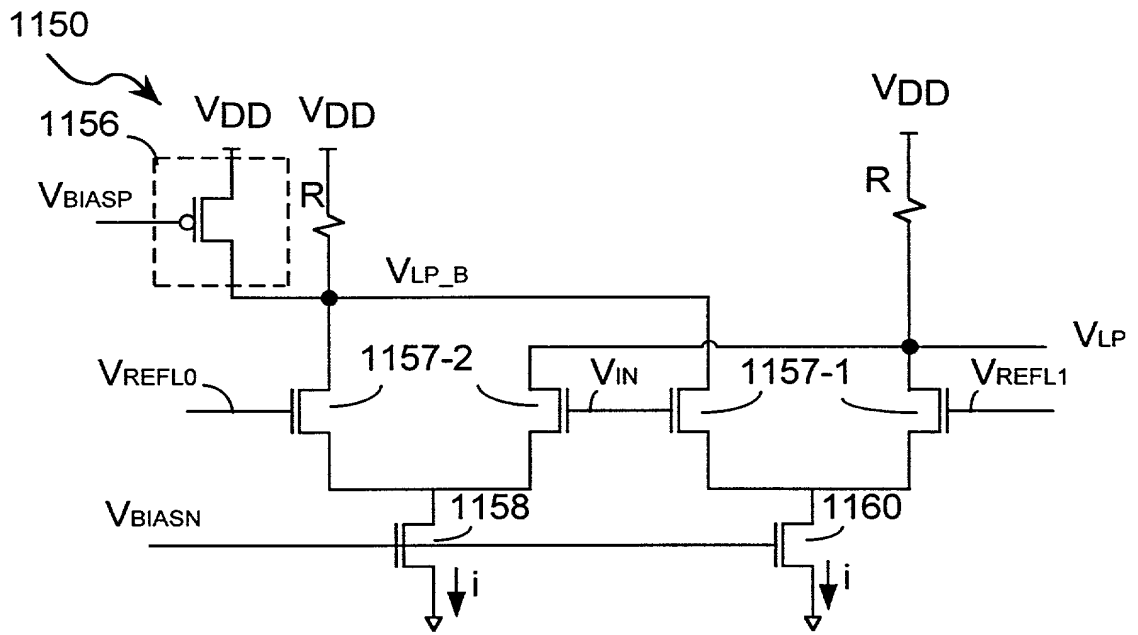 1150
1156
VDD
VDD
VDD
VBIASP
R
R
VLP_B
VLP
VREFL0
1157-2
VIN
1157-1
VREFL1
VBIASN
1158
1160
i
i